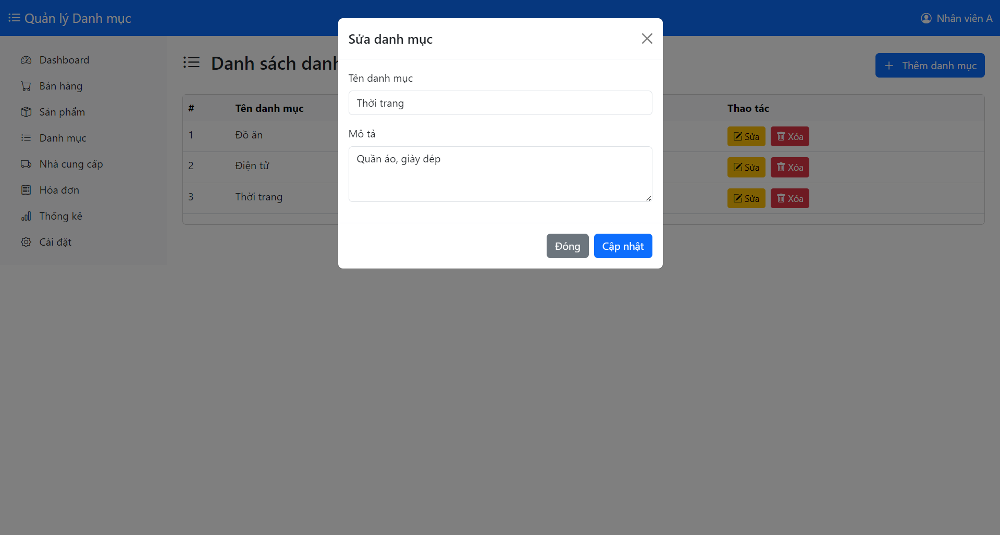 Quản lý Danh mục
Nhân viên A
Dashboard
Bán hàng
Sản phẩm
Danh mục
Nhà cung cấp
Hóa đơn
Thống kê
Cài đặt
Danh sách danh
Thêm danh mục
# Tên danh mục Thao tác
1 Đồ ăn Sửa Xóa
2 Điện tử Sửa Xóa
3 Thời trang Sửa Xóa
Sửa danh mục
Tên danh mục
Thời trang
Mô tả
Quần áo, giày dép
Đóng Cập nhật